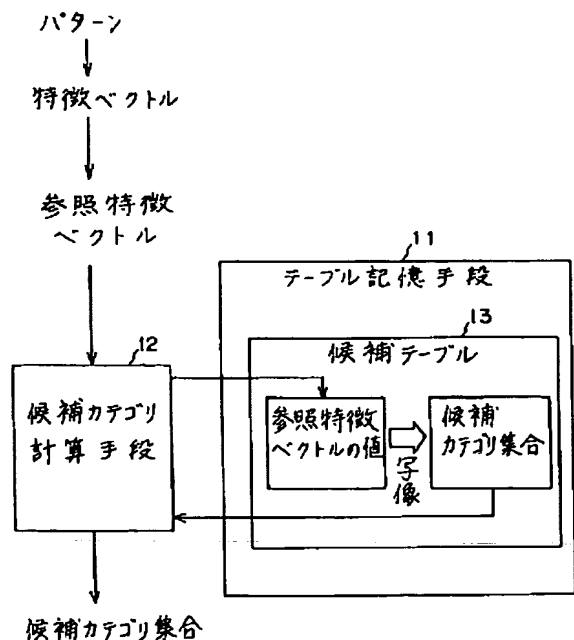 パターン
特徴ベクトル
参照特徴
ベクトル
11
テーブル記憶手段
13
候補テーブル
12
候補カテゴリ
計算手段
参照特徴
ベクトルの値
写像
候補
カテゴリ集合
候補カテゴリ集合